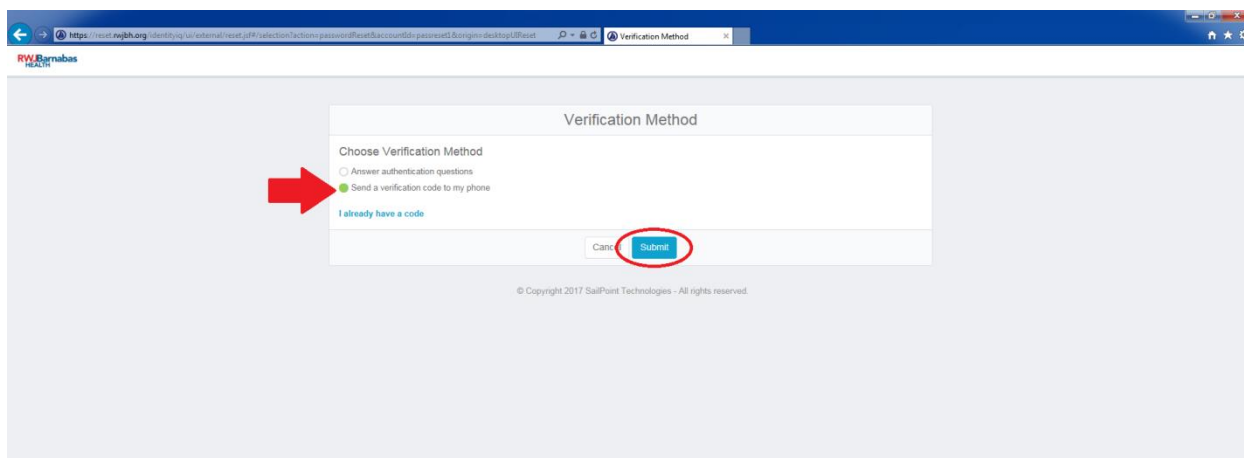 https://reset.rwjbh.org/identityiq/ui/external/reset.jsf#/selection?action=passwordReset&accountId=passreset1&origin=desktopUIReset
Verification Method
RWJBarnabas
HEALTH
Verification Method
Choose Verification Method
Answer authentication questions
Send a verification code to my phone
I already have a code
Cancel Submit
© Copyright 2017 SailPoint Technologies - All rights reserved.